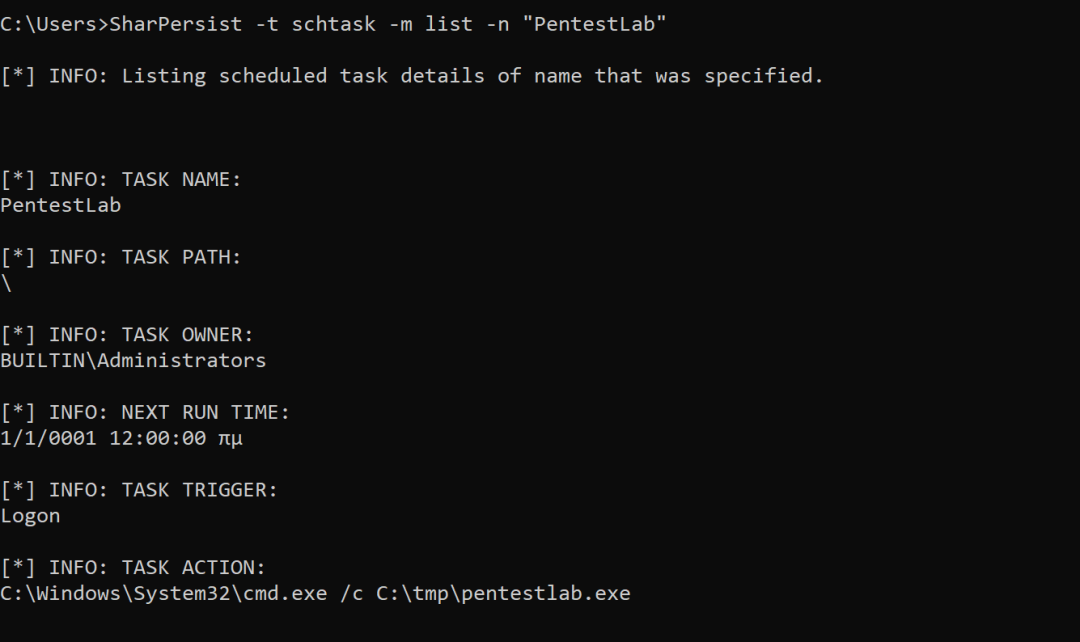 C:\Users>SharPersist -t schtask -m list -n "PentestLab"
[*] INFO: Listing scheduled task details of name that was specified.
[*] INFO: TASK NAME:
PentestLab
[*] INFO: TASK PATH:
\
[*] INFO: TASK OWNER:
BUILTIN\Administrators
[*] INFO: NEXT RUN TIME:
1/1/0001 12:00:00 πμ
[*] INFO: TASK TRIGGER:
Logon
[*] INFO: TASK ACTION:
C:\Windows\System32\cmd.exe /c C:\tmp\pentestlab.exe